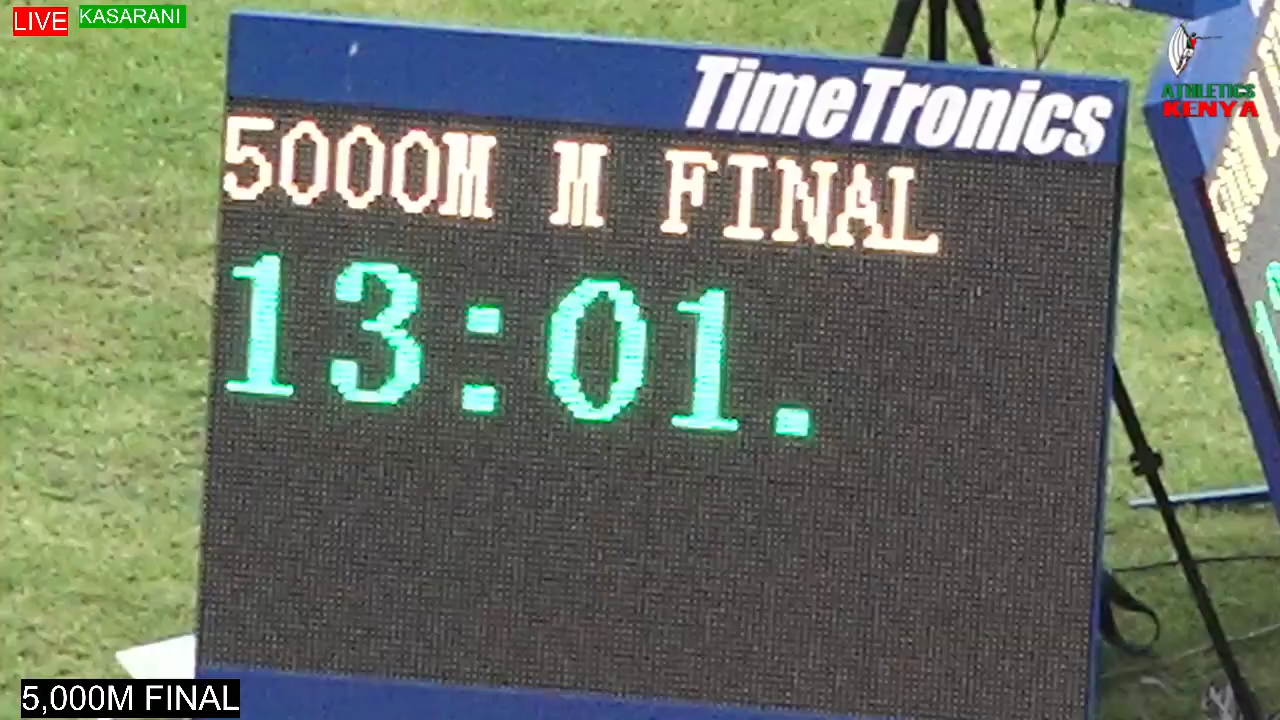 LIVE KASARANI
ATHLETICS
KENYA
TimeTronics
5000M M FINAL
13:01.
5,000M FINAL